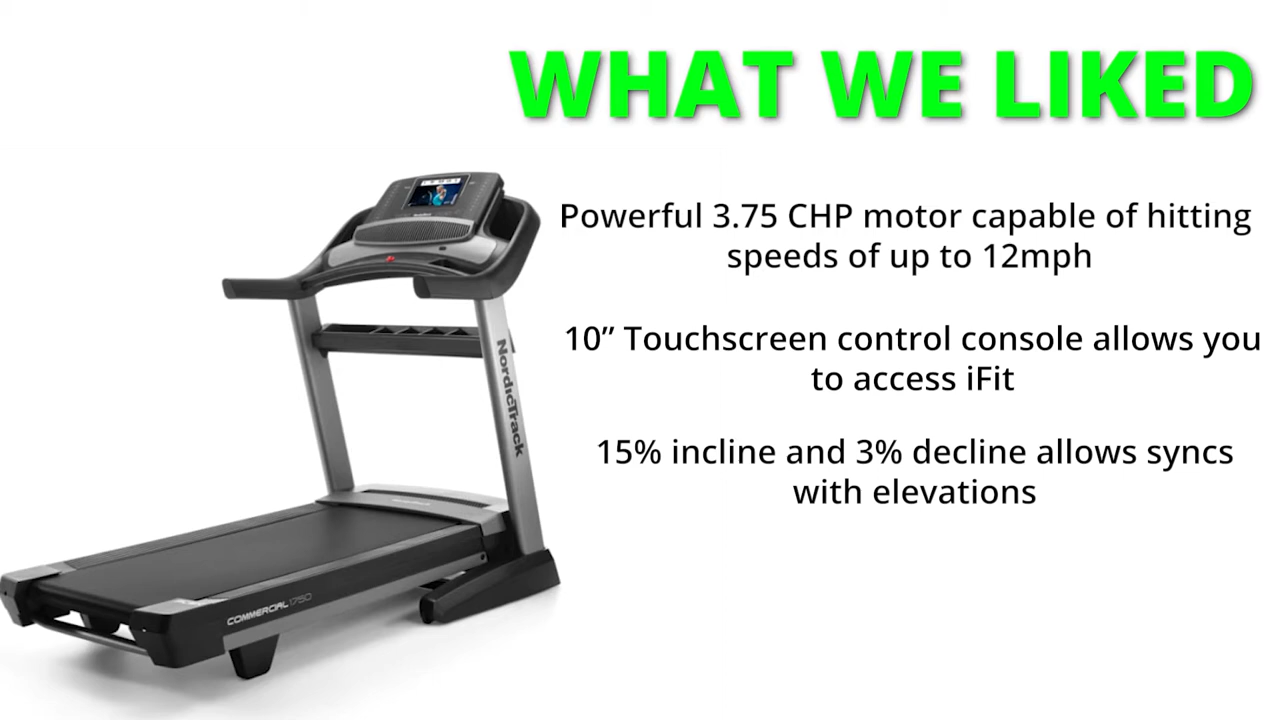 WHAT WE LIKED
Powerful 3.75 CHP motor capable of hitting
speeds of up to 12mph
10” Touchscreen control console allows you
to access iFit
15% incline and 3% decline allows syncs
with elevations
NordicTrack
COMMERCIAL 1750